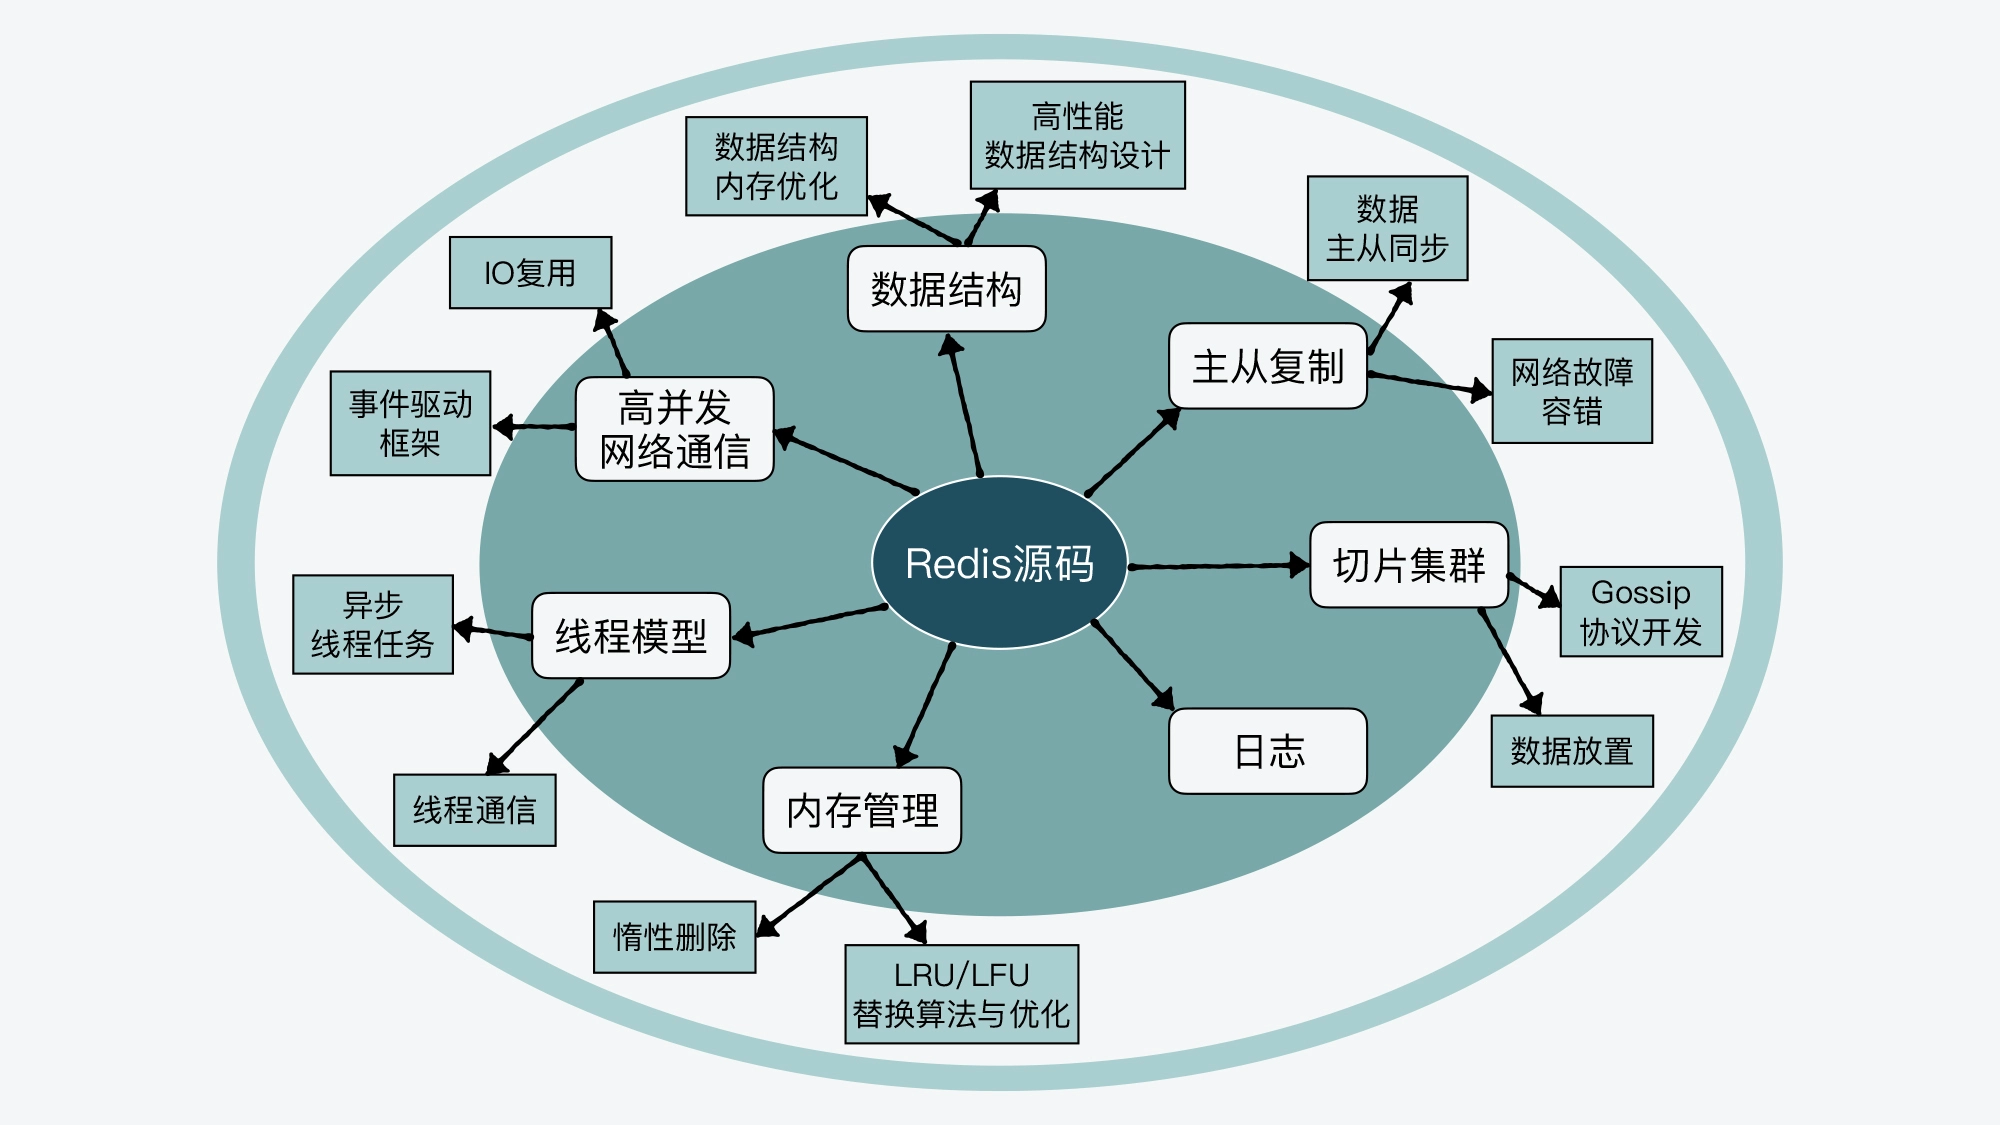 高性能
数据结构设计
数据结构
内存优化
数据
主从同步
IO复用
数据结构
主从复制
网络故障
容错
事件驱动
框架
高并发
网络通信
Redis源码
切片集群
Gossip
协议开发
异步
线程任务
线程模型
日志
数据放置
线程通信
内存管理
惰性删除
LRU/LFU
替换算法与优化